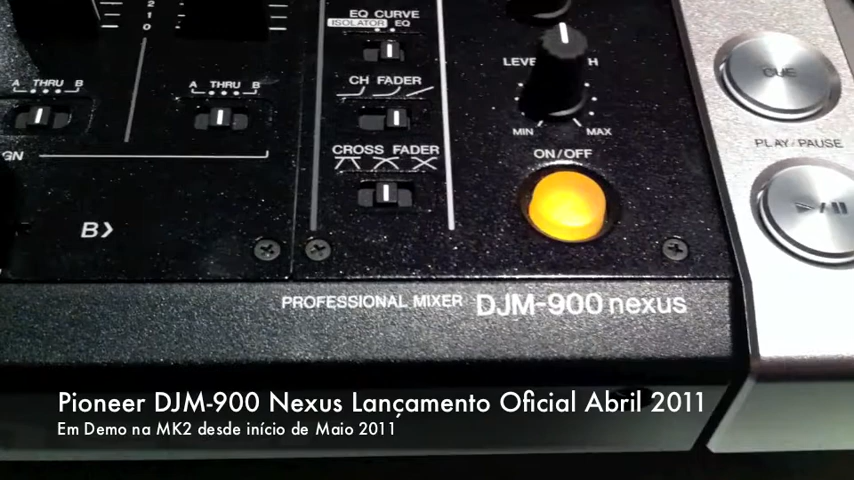 2
1
0
EQ CURVE
ISOLATOR EQ
CH FADER
CROSS FADER
A THRU B
A THRU B
GN
B
LEVEL
MIN MAX
ON/OFF
CUE
PLAY/PAUSE
PROFESSIONAL MIXER DJM-900 nexus
Pioneer DJM-900 Nexus Lançamento Oficial Abril 2011
Em Demo na MK2 desde início de Maio 2011